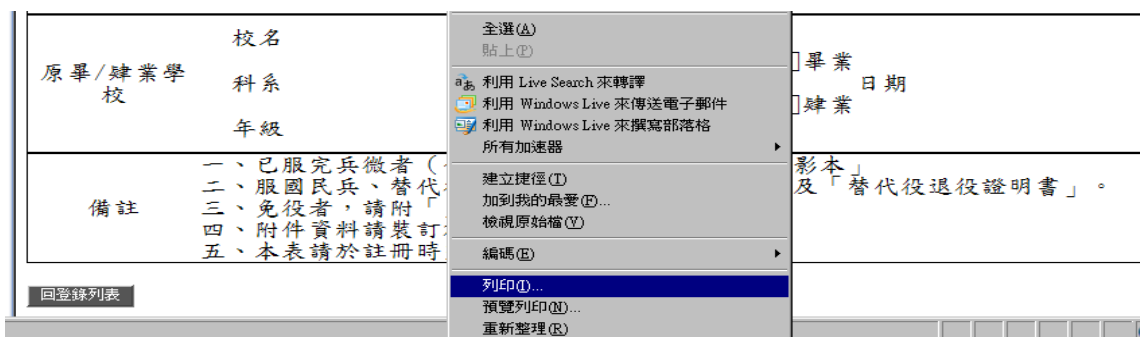 校名
原畢/肄業學校
科系
年級
畢業
肄業
日期
備註
一、已服完兵微者（
影本」
二、服國民兵、替代
及「替代役退役證明書」。
三、免役者，請附「
四、附件資料請裝訂
五、本表請於註冊時
回登錄列表
全選(A)
貼上(P)
利用 Live Search 來轉譯
利用 Windows Live 來傳送電子郵件
利用 Windows Live 來撰寫部落格
所有加速器
建立捷徑(T)
加到我的最愛(F)...
檢視原始檔(V)
編碼(E)
列印(I)...
預覽列印(N)...
重新整理(R)